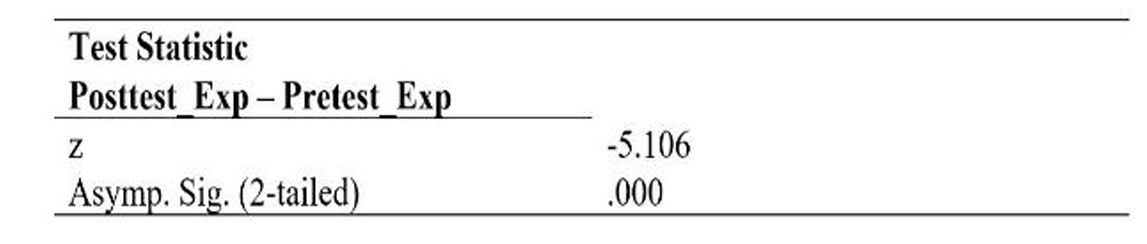 Test Statistic
Posttest_Exp – Pretest_Exp
z -5.106
Asymp. Sig. (2-tailed) .000